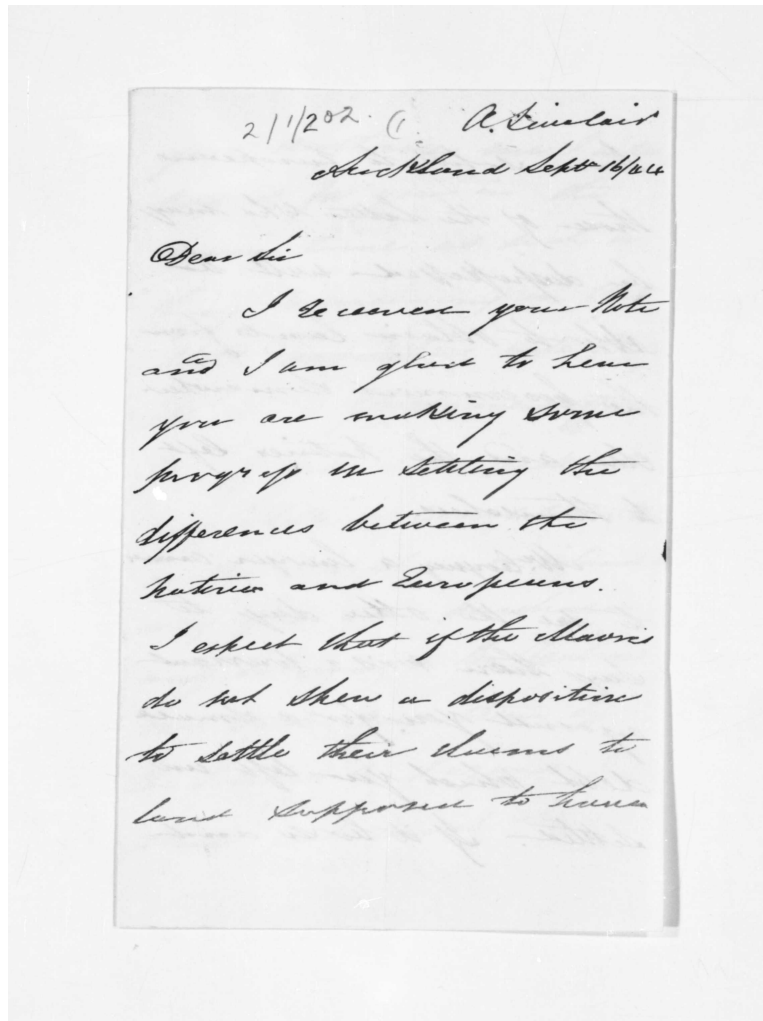 2/1/202. (1. A. Sinclair
Auckland Sept 16/44
Dear Sir
I received your Note
and I am glad to hear
you are making some
progress in settling the
differences between the
natives and Europeans.
I expect that if the Maoris
do not shew a disposition
to settle their claims to
land supposed to have